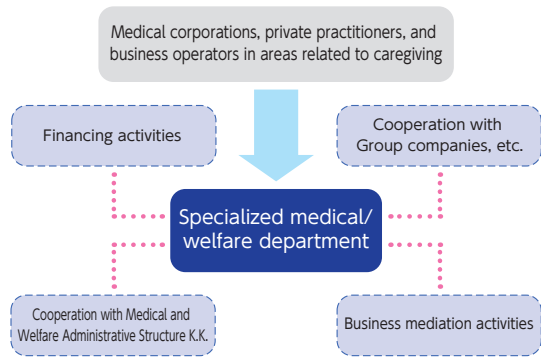 Medical corporations, private practitioners, and
business operators in areas related to caregiving
Financing activities
Cooperation with
Group companies, etc.
Specialized medical/
welfare department
Cooperation with Medical and
Welfare Administrative Structure K.K.
Business mediation activities